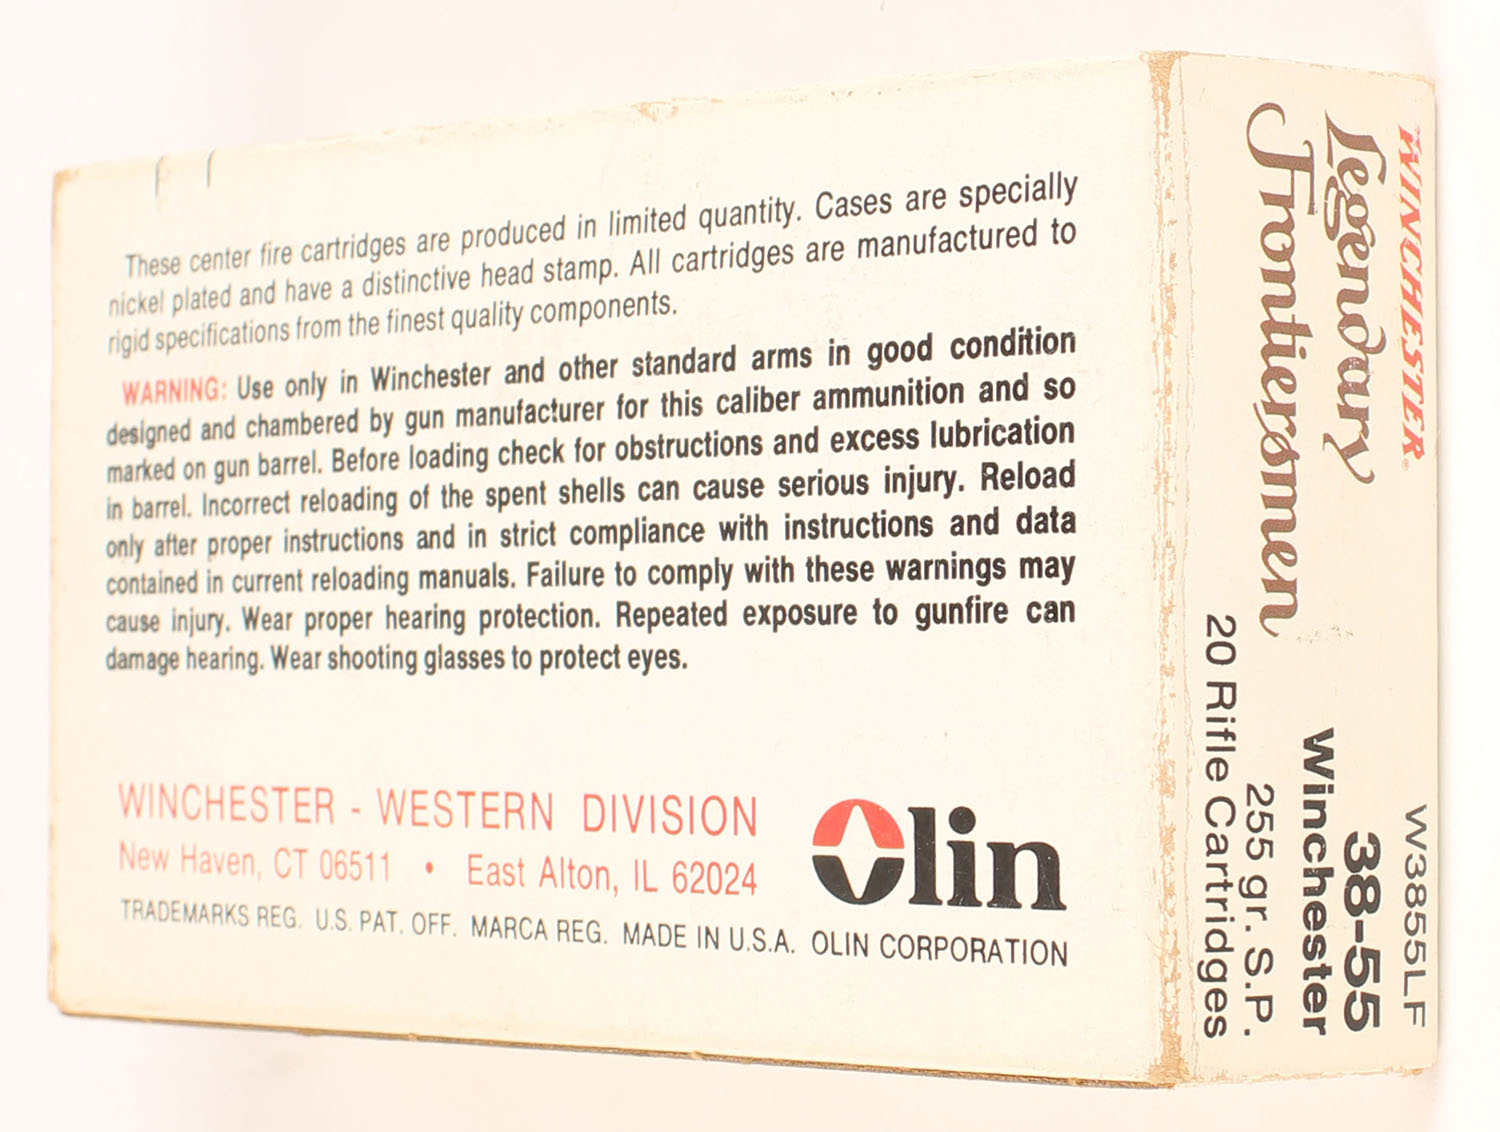 These center fire cartridges are produced in limited quantity. Cases are specially
nickel plated and have a distinctive head stamp. All cartridges are manufactured to
rigid specifications from the finest quality components.
WARNING: Use only in Winchester and other standard arms in good condition
designed and chambered by gun manufacturer for this caliber ammunition and so
marked on gun barrel. Before loading check for obstructions and excess lubrication
in barrel. Incorrect reloading of the spent shells can cause serious injury. Reload
only after proper instructions and in strict compliance with instructions and data
contained in current reloading manuals. Failure to comply with these warnings may
cause injury. Wear proper hearing protection. Repeated exposure to gunfire can
damage hearing. Wear shooting glasses to protect eyes.
WINCHESTER - WESTERN DIVISION
New Haven, CT 06511 • East Alton, IL 62024
Olin
TRADEMARKS REG. U.S. PAT. OFF. MARCA REG. MADE IN U.S.A. OLIN CORPORATION
WINCHESTER®
Legendary
Frontiersmen
W3855LF
38-55
Winchester
255 gr. S.P.
20 Rifle Cartridges